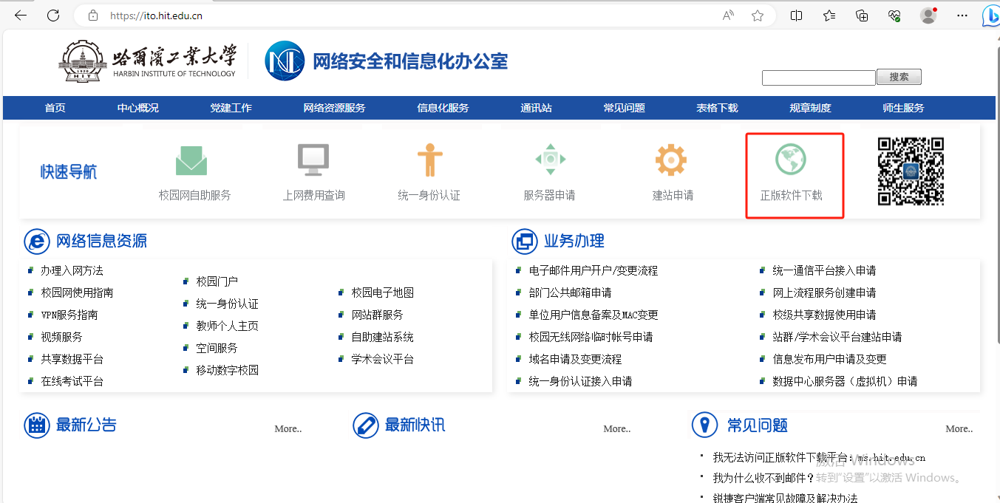 https://ito.hit.edu.cn
哈爾濱工業大學
HARBIN INSTITUTE OF TECHNOLOGY
1920
HIT
网络安全和信息化办公室
搜索
首页 中心概况 党建工作 网络资源服务 信息化服务 通讯站 常见问题 表格下载 规章制度 师生服务
快速导航
校园网自助服务 上网费用查询 统一身份认证 服务器申请 建站申请 正版软件下载
网络信息资源
办理入网方法
校园网使用指南
VPN服务指南
视频服务
共享数据平台
在线考试平台
校园门户
统一身份认证
教师个人主页
空间服务
移动数字校园
校园电子地图
网站群服务
自助建站系统
学术会议平台
业务办理
电子邮件用户开户/变更流程
部门公共邮箱申请
单位用户信息备案及MAC变更
校园无线网络临时帐号申请
域名申请及变更流程
统一身份认证接入申请
统一通信平台接入申请
网上流程服务创建申请
校级共享数据使用申请
站群/学术会议平台建站申请
信息发布用户申请及变更
数据中心服务器（虚拟机）申请
最新公告 More..
最新快讯 More..
常见问题 More..
我无法访问正版软件下载平台：ms.hit.edu.cn
我为什么收不到邮件？
锐捷客户端常见故障及解决办法
激活 Windows
转到"设置"以激活 Windows。